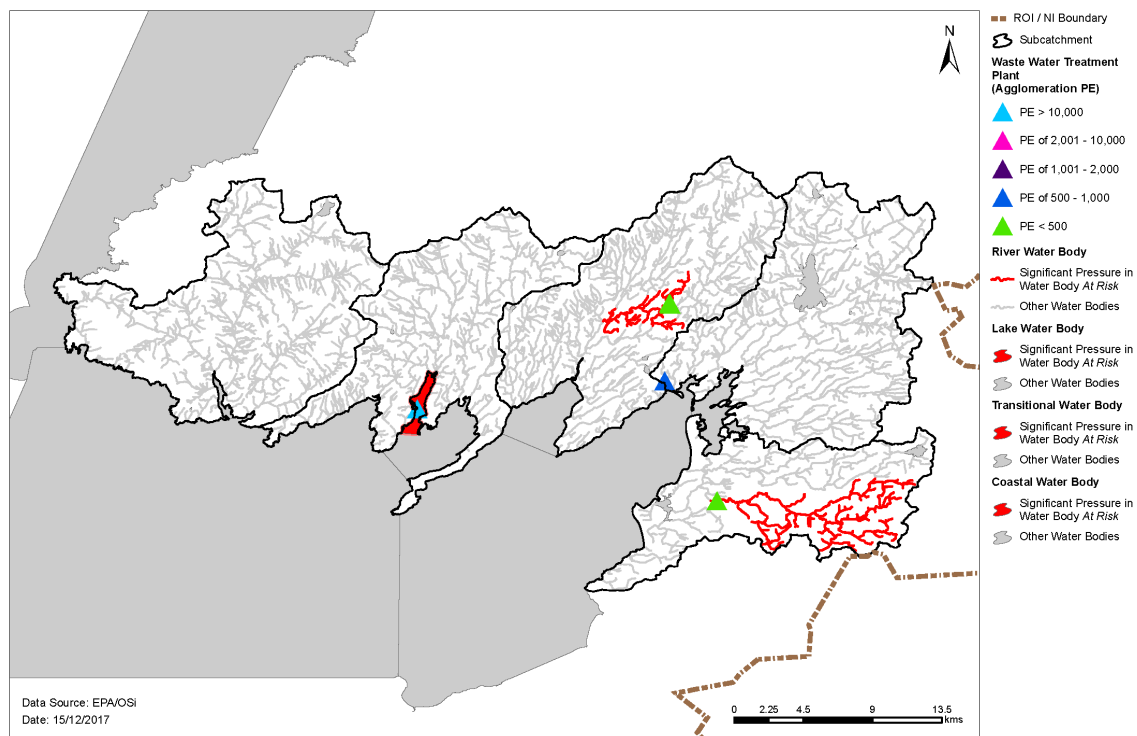 N
ROI / NI Boundary
Subcatchment
Waste Water Treatment
Plant
(Agglomeration PE)
PE > 10,000
PE of 2,001 - 10,000
PE of 1,001 - 2,000
PE of 500 - 1,000
PE < 500
River Water Body
Significant Pressure in
Water Body At Risk
Other Water Bodies
Lake Water Body
Significant Pressure in
Water Body At Risk
Other Water Bodies
Transitional Water Body
Significant Pressure in
Water Body At Risk
Other Water Bodies
Coastal Water Body
Significant Pressure in
Water Body At Risk
Other Water Bodies
Data Source: EPA/OSi
Date: 15/12/2017
0 2.25 4.5 9 13.5
kms